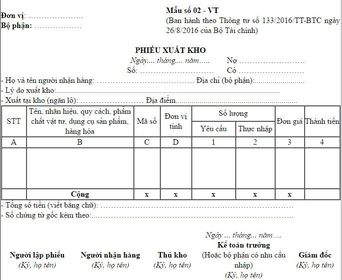 Đơn vị:
Bộ phận:
Mẫu số 02 - VT
(Ban hành theo Thông tư số 133/2016/TT-BTC ngày
26/8/2016 của Bộ Tài chính)
PHIẾU XUẤT KHO
Ngày.... tháng.... năm..... Nợ
Số: Có
- Họ và tên người nhận hàng: Địa chỉ (bộ phận):
- Lý do xuất kho:
- Xuất tại kho (ngăn lô): Địa điểm
STT Tên, nhãn hiệu, quy cách, phẩm chất vật tư, dụng cụ sản phẩm, hàng hóa Mã số Đơn vị tính Số lượng Đơn giá Thành tiền
Yêu cầu Thực nhập
A B C D 1 2 3 4
Cộng x x x x x
- Tổng số tiền (viết bằng chữ):
- Số chứng từ gốc kèm theo:
Ngày ... tháng ... năm...
Người lập phiếu
(Ký, họ tên)
Người nhận hàng
(Ký, họ tên)
Thủ kho
(Ký, họ tên)
Kế toán trưởng
(Hoặc bộ phận có nhu cầu
nhập)
(Ký, họ tên)
Giám đốc
(Ký, họ tên)